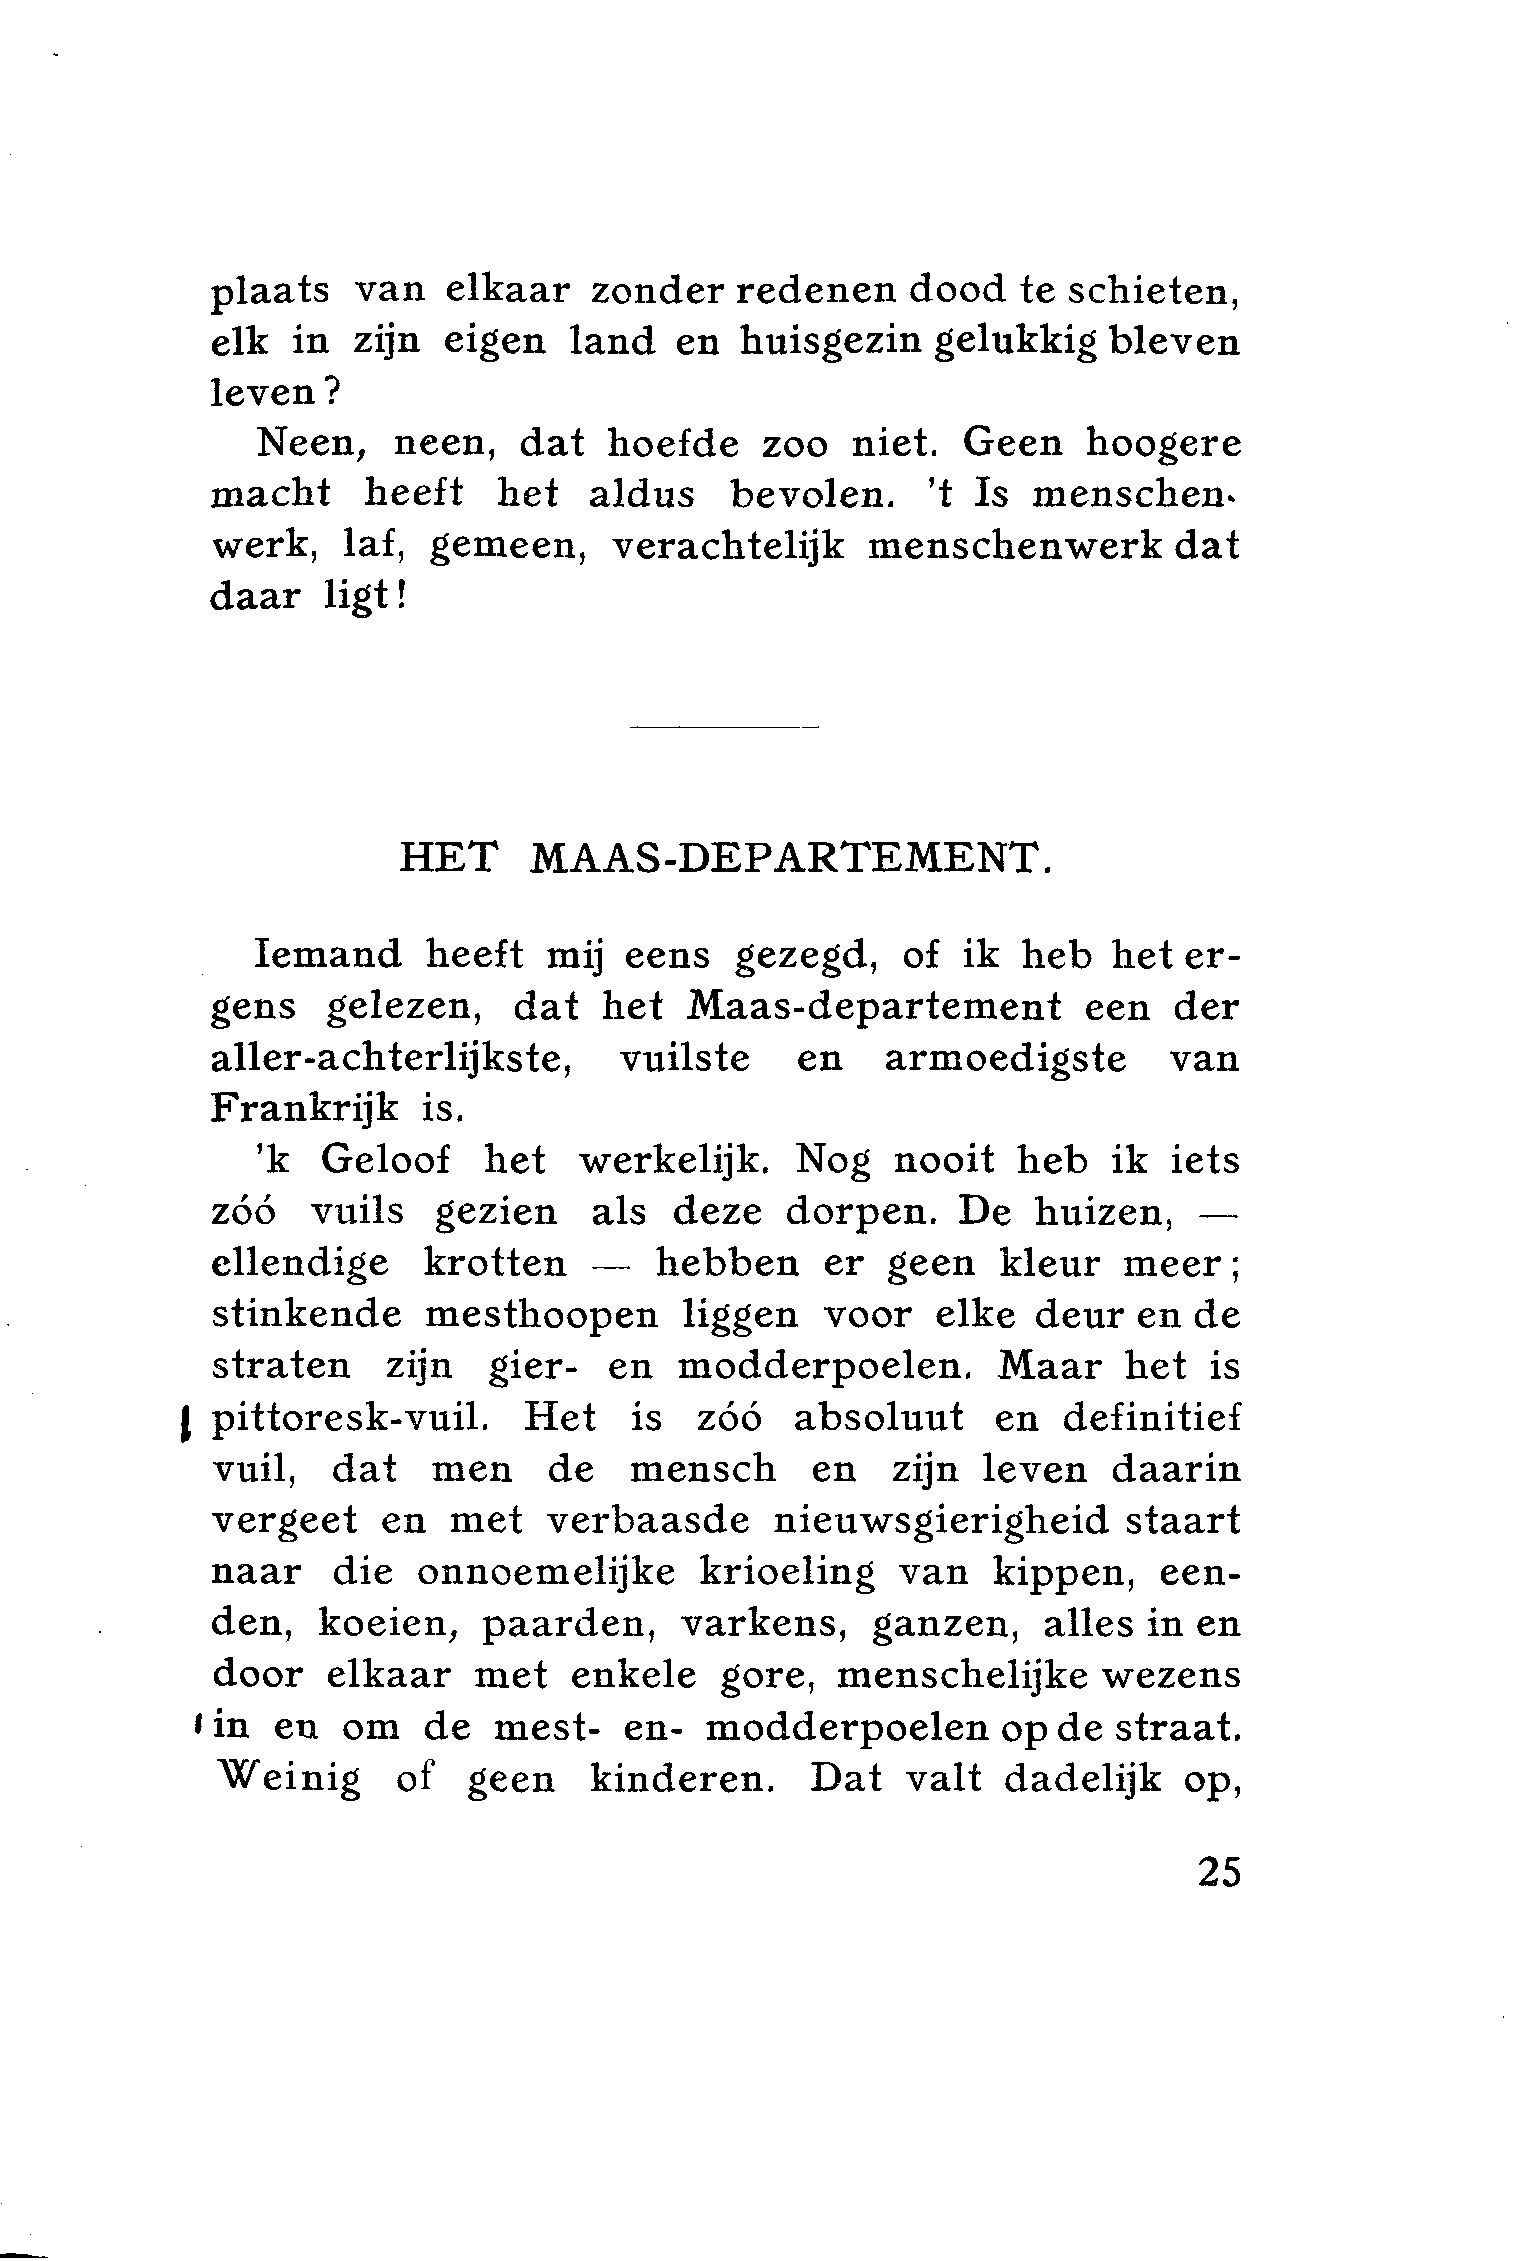 plaats van elkaar zonder redenen dood te schieten,
elk in zijn eigen land en huisgezin gelukkig bleven
leven?
Neen, neen, dat hoefde zoo niet. Geen hoogere
macht heeft het aldus bevolen. 't Is menschen-
werk, laf, gemeen, verachtelijk menschenwerk dat
daar ligt!
HET MAAS-DEPARTEMENT.
Iemand heeft mij eens gezegd, of ik heb het er-
gens gelezen, dat het Maas-departement een der
aller-achterlijkste, vuilste en armoedigste van
Frankrijk is.
'k Geloof het werkelijk. Nog nooit heb ik iets
zóó vuils gezien als deze dorpen. De huizen, —
ellendige krotten — hebben er geen kleur meer;
stinkende mesthoopen liggen voor elke deur en de
straten zijn gier- en modderpoelen. Maar het is
pittoresk-vuil. Het is zóó absoluut en definitief
vuil, dat men de mensch en zijn leven daarin
vergeet en met verbaasde nieuwsgierigheid staart
naar die onnoemelijke krioeling van kippen, een-
den, koeien, paarden, varkens, ganzen, alles in en
door elkaar met enkele gore, menschelijke wezens
in en om de mest- en- modderpoelen op de straat.
Weinig of geen kinderen. Dat valt dadelijk op,
25